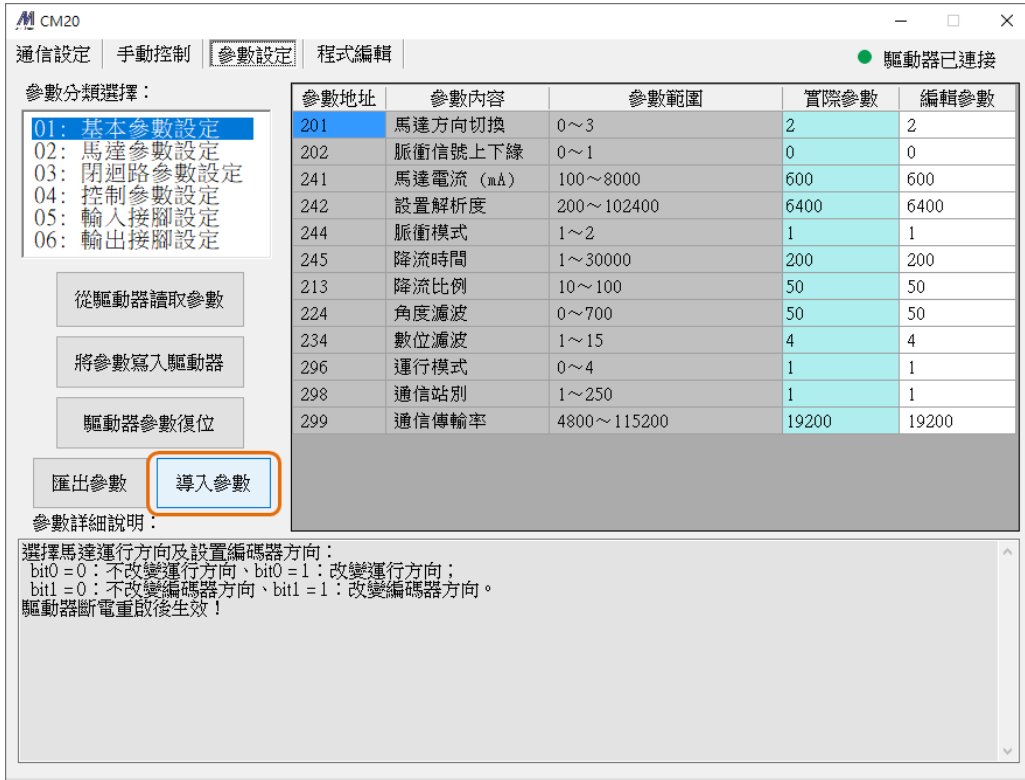 CM20
通信設定 手動控制 參數設定 程式編輯 驅動器已連接
參數分類選擇：
01: 基本參數設定
02: 馬達參數設定
03: 閉迴路參數設定
04: 控制參數設定
05: 輸入接腳設定
06: 輸出接腳設定
從驅動器讀取參數
將參數寫入驅動器
驅動器參數復位
匯出參數 導入參數
參數地址 參數內容 參數範圍 實際參數 編輯參數
201 馬達方向切換 0～3 2 2
202 脈衝信號上下緣 0～1 0 0
241 馬達電流 (mA) 100～8000 600 600
242 設置解析度 200～102400 6400 6400
244 脈衝模式 1～2 1 1
245 降流時間 1～30000 200 200
213 降流比例 10～100 50 50
224 角度濾波 0～700 50 50
234 數位濾波 1～15 4 4
296 運行模式 0～4 1 1
298 通信站別 1～250 1 1
299 通信傳輸率 4800～115200 19200 19200
參數詳細說明：
選擇馬達運行方向及設置編碼器方向：
bit0 = 0：不改變運行方向、bit0 = 1：改變運行方向；
bit1 = 0：不改變編碼器方向、bit1 = 1：改變編碼器方向。
驅動器斷電重啟後生效！